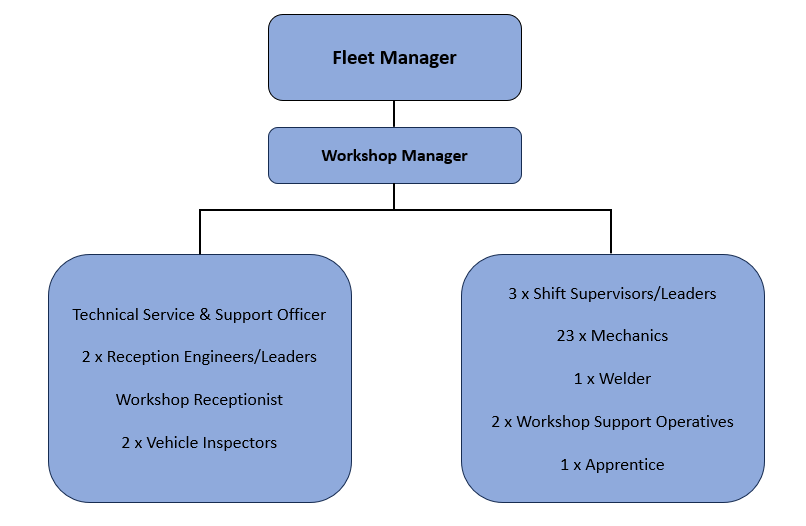 Fleet Manager
Workshop Manager
Technical Service & Support Officer
2 x Reception Engineers/Leaders
Workshop Receptionist
2 x Vehicle Inspectors
3 x Shift Supervisors/Leaders
23 x Mechanics
1 x Welder
2 x Workshop Support Operatives
1 x Apprentice